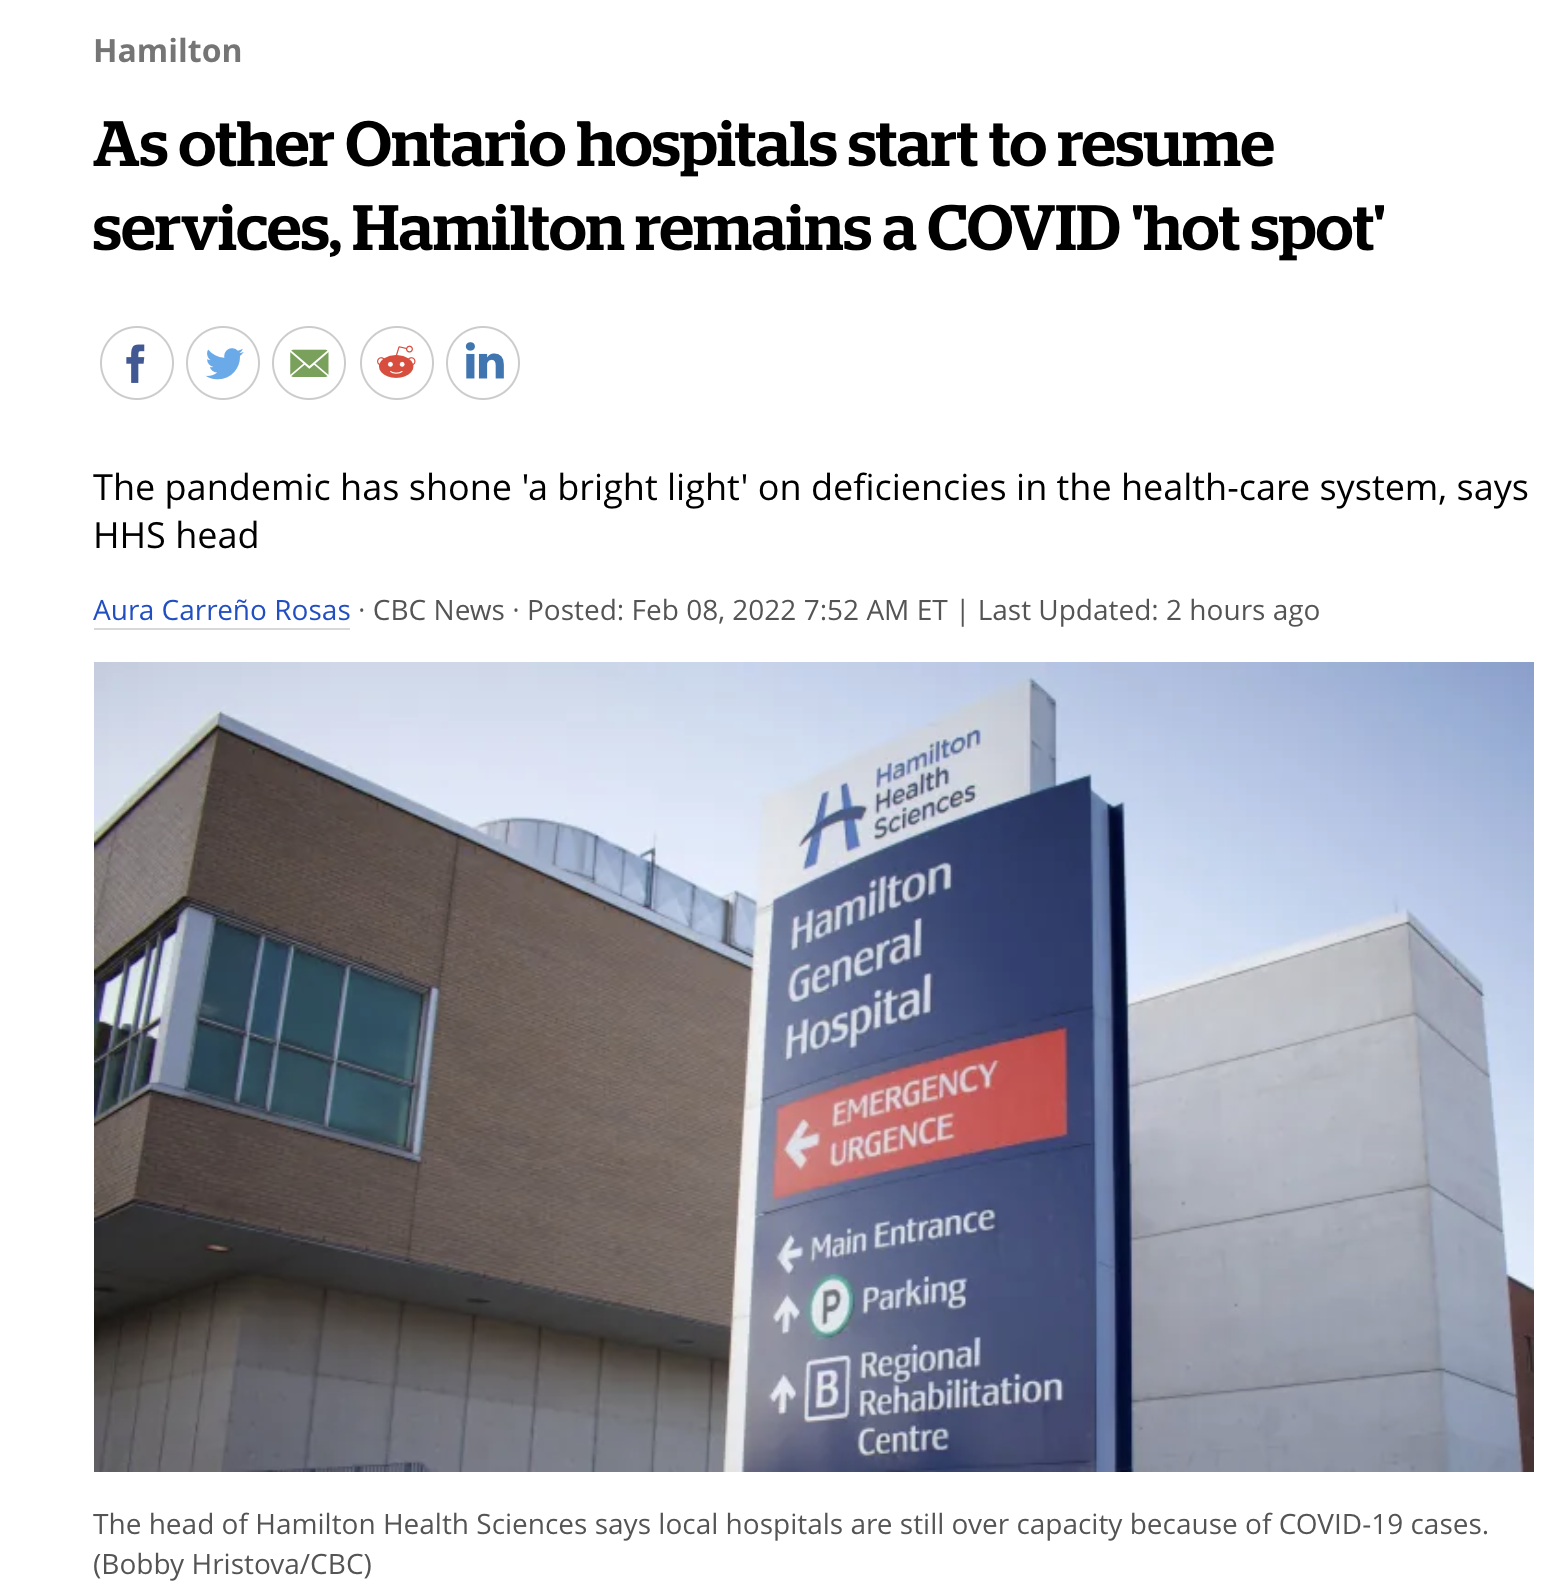 Hamilton
As other Ontario hospitals start to resume
services, Hamilton remains a COVID 'hot spot'
f
in
The pandemic has shone 'a bright light' on deficiencies in the health-care system, says
HHS head
Aura Carreño Rosas · CBC News · Posted: Feb 08, 2022 7:52 AM ET | Last Updated: 2 hours ago
H
Hamilton
Health
Sciences
Hamilton
General
Hospital
EMERGENCY
URGENCE
Main Entrance
P Parking
B Regional
Rehabilitation
Centre
The head of Hamilton Health Sciences says local hospitals are still over capacity because of COVID-19 cases.
(Bobby Hristova/CBC)